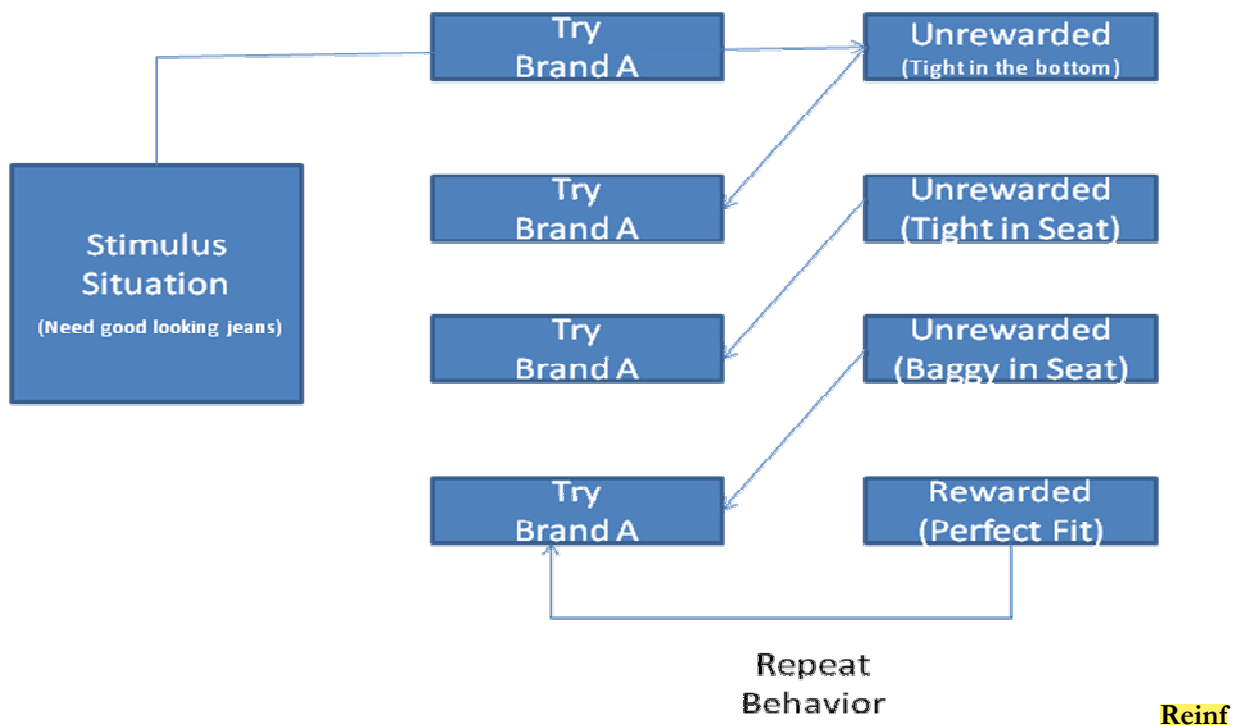 Try
Brand A
Unrewarded
(Tight in the bottom)
Stimulus
Situation
(Need good looking jeans)
Try
Brand A
Unrewarded
(Tight in Seat)
Try
Brand A
Unrewarded
(Baggy in Seat)
Try
Brand A
Rewarded
(Perfect Fit)
Repeat
Behavior
Reinf